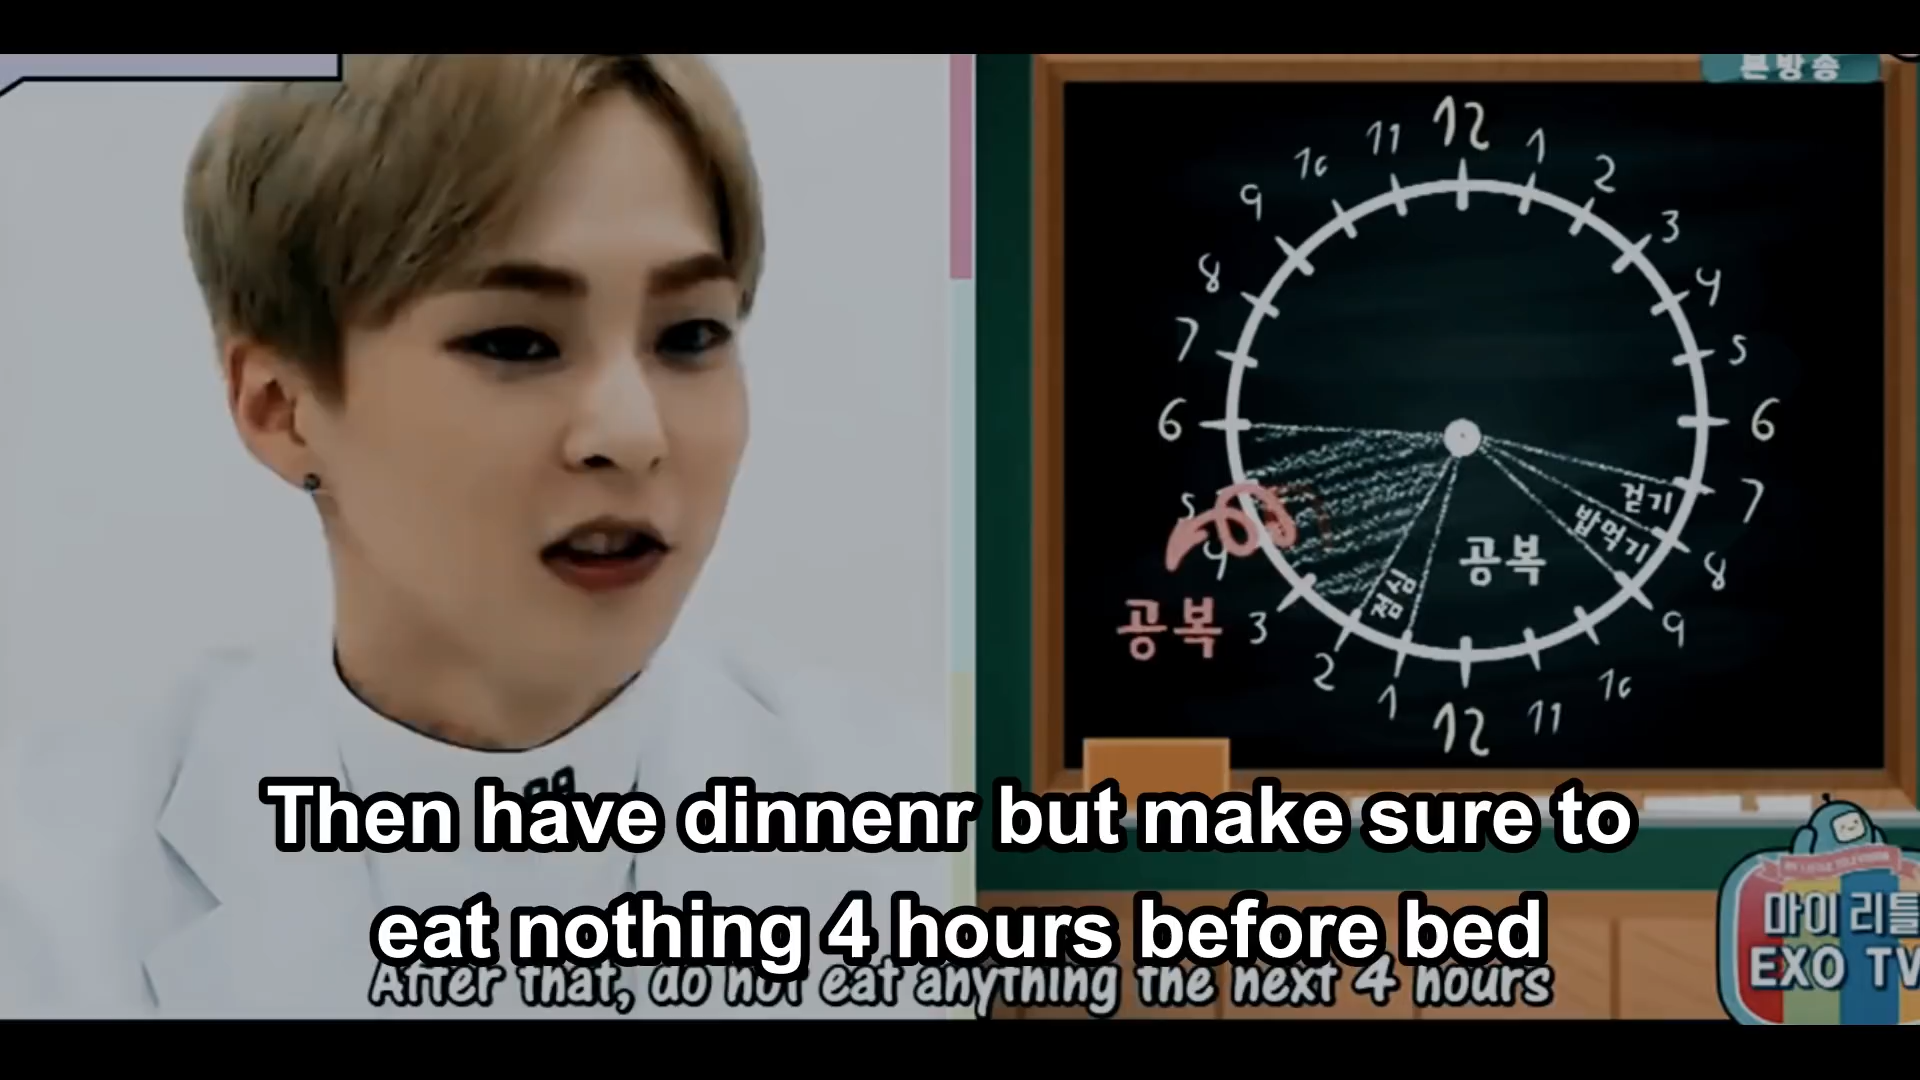 본방송
12
11
1
10
2
9
3
8
4
7
5
6
6
5
7
걷기
밥먹기
공복
4
8
점심
공복
3
9
2
10
1
11
12
Then have dinnenr but make sure to
eat nothing 4 hours before bed
After that, do not eat anything the next 4 hours
마이 리틀
EXO TV